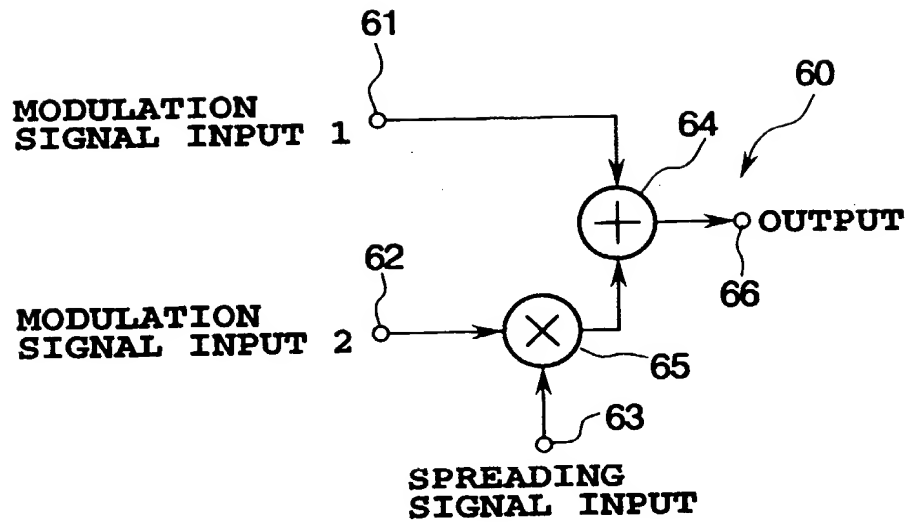 61
60
MODULATION
SIGNAL INPUT 1
64
OUTPUT
62
66
MODULATION
SIGNAL INPUT 2
65
63
SPREADING
SIGNAL INPUT